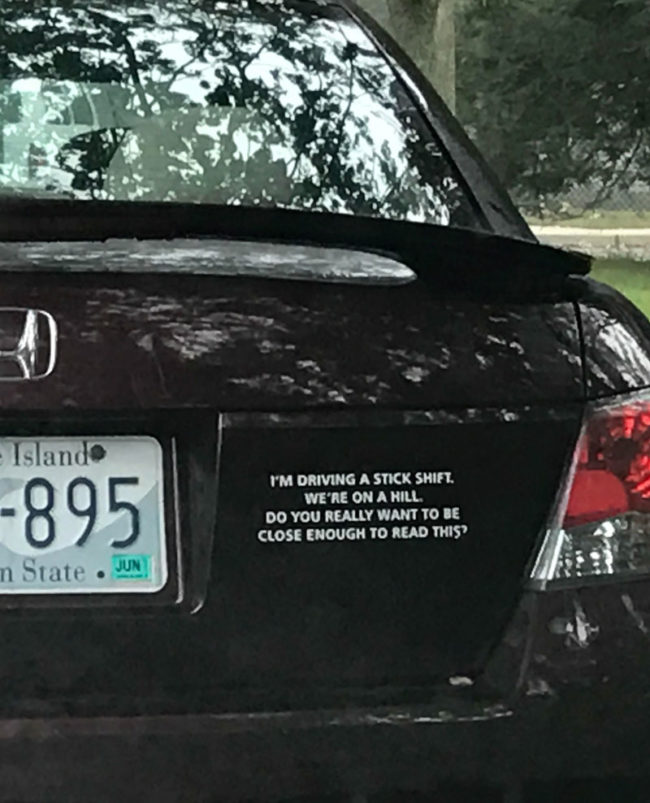 e Island
-895
n State • JUN
I'M DRIVING A STICK SHIFT.
WE'RE ON A HILL.
DO YOU REALLY WANT TO BE
CLOSE ENOUGH TO READ THIS?